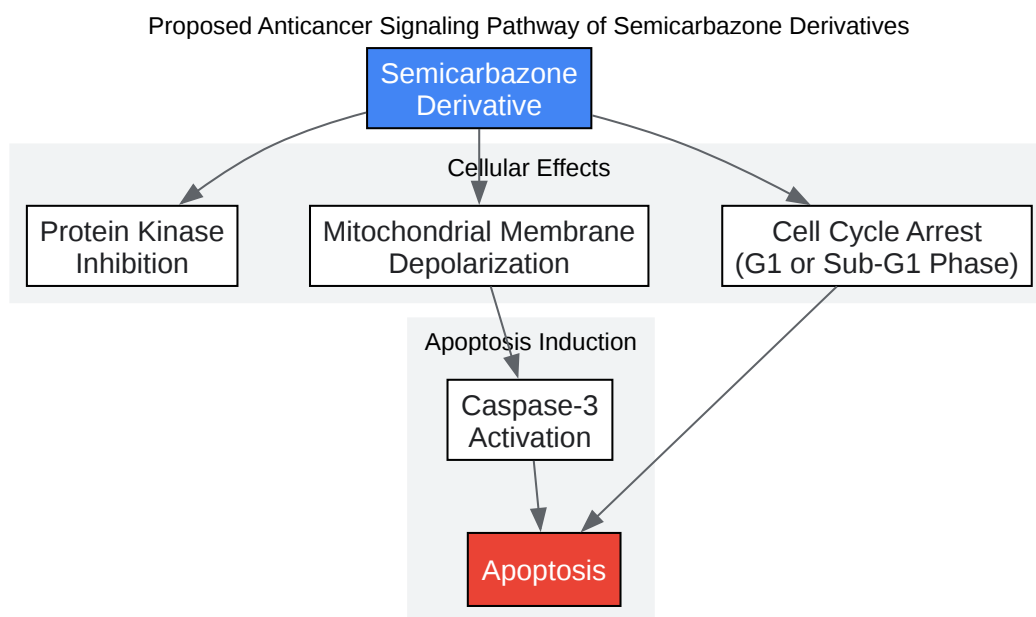 Proposed Anticancer Signaling Pathway of Semicarbazone Derivatives
Semicarbazone
Derivative
Cellular Effects
Protein Kinase
Inhibition
Mitochondrial Membrane
Depolarization
Cell Cycle Arrest
(G1 or Sub-G1 Phase)
Apoptosis Induction
Caspase-3
Activation
Apoptosis